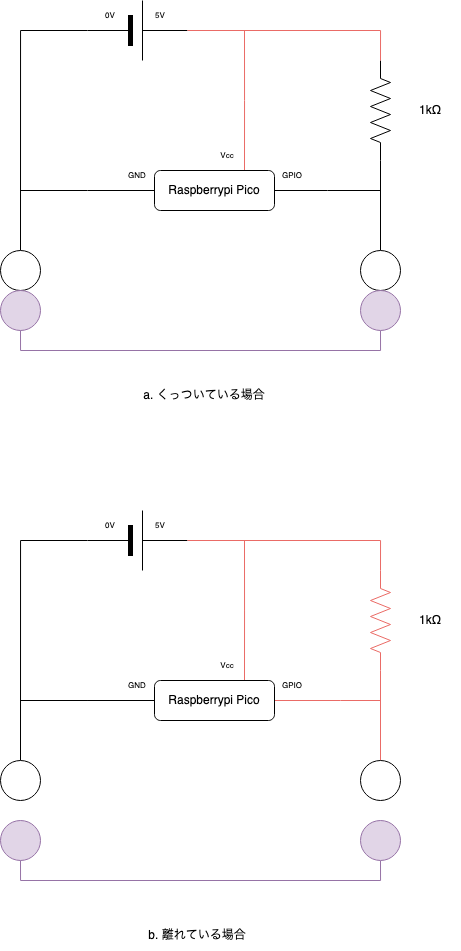 0V
5V
1kΩ
Vcc
GND
GPIO
Raspberrypi Pico
a. くっついている場合
0V
5V
1kΩ
Vcc
GND
GPIO
Raspberrypi Pico
b. 離れている場合